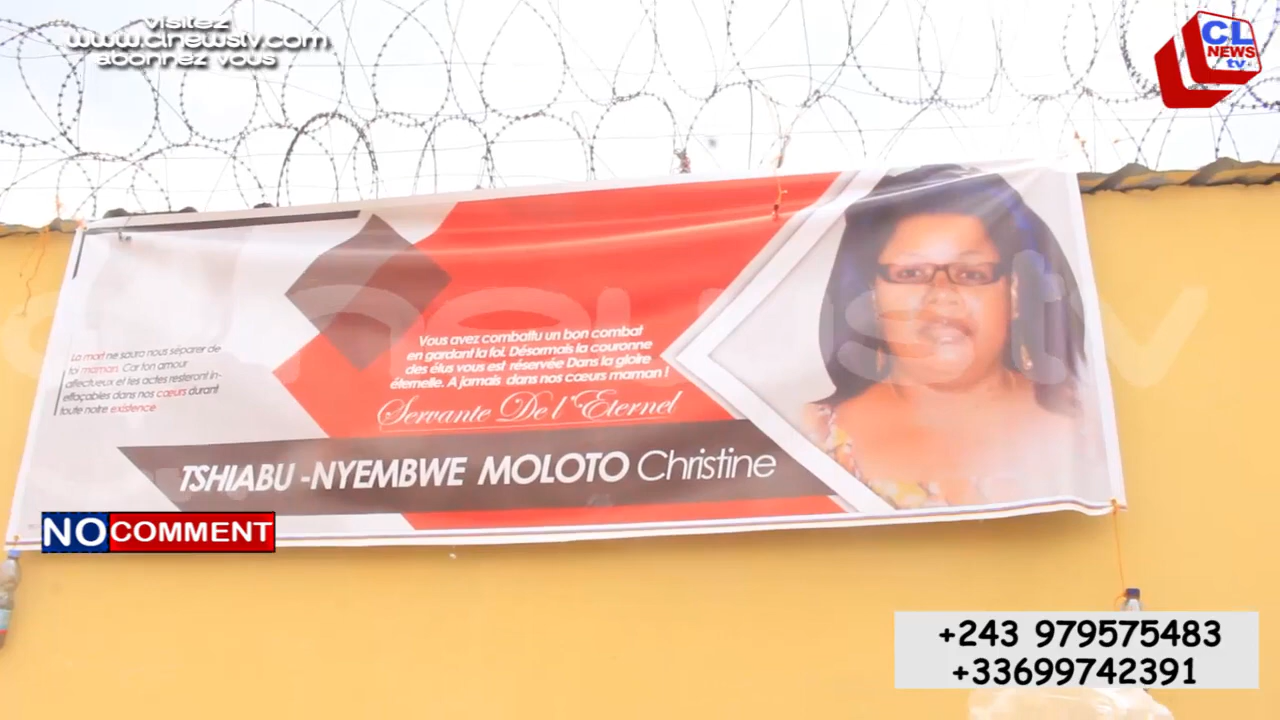 visitez
www.clnewstv.com
abonnez vous
CL
NEWS
tv
Vous avez combattu un bon combat
en gardant la foi. Désormais la couronne
des élus vous est réservée Dans la gloire
éternelle. A jamais dans nos cœurs maman !
Servante De l'Eternel
La mort ne saura nous séparer de
toi maman. Car ton amour
affectueux et tes actes resteront in-
effaçables dans nos cœurs durant
toute notre existence
TSHIABU -NYEMBWE MOLOTO Christine
NO COMMENT
+243 979575483
+33699742391